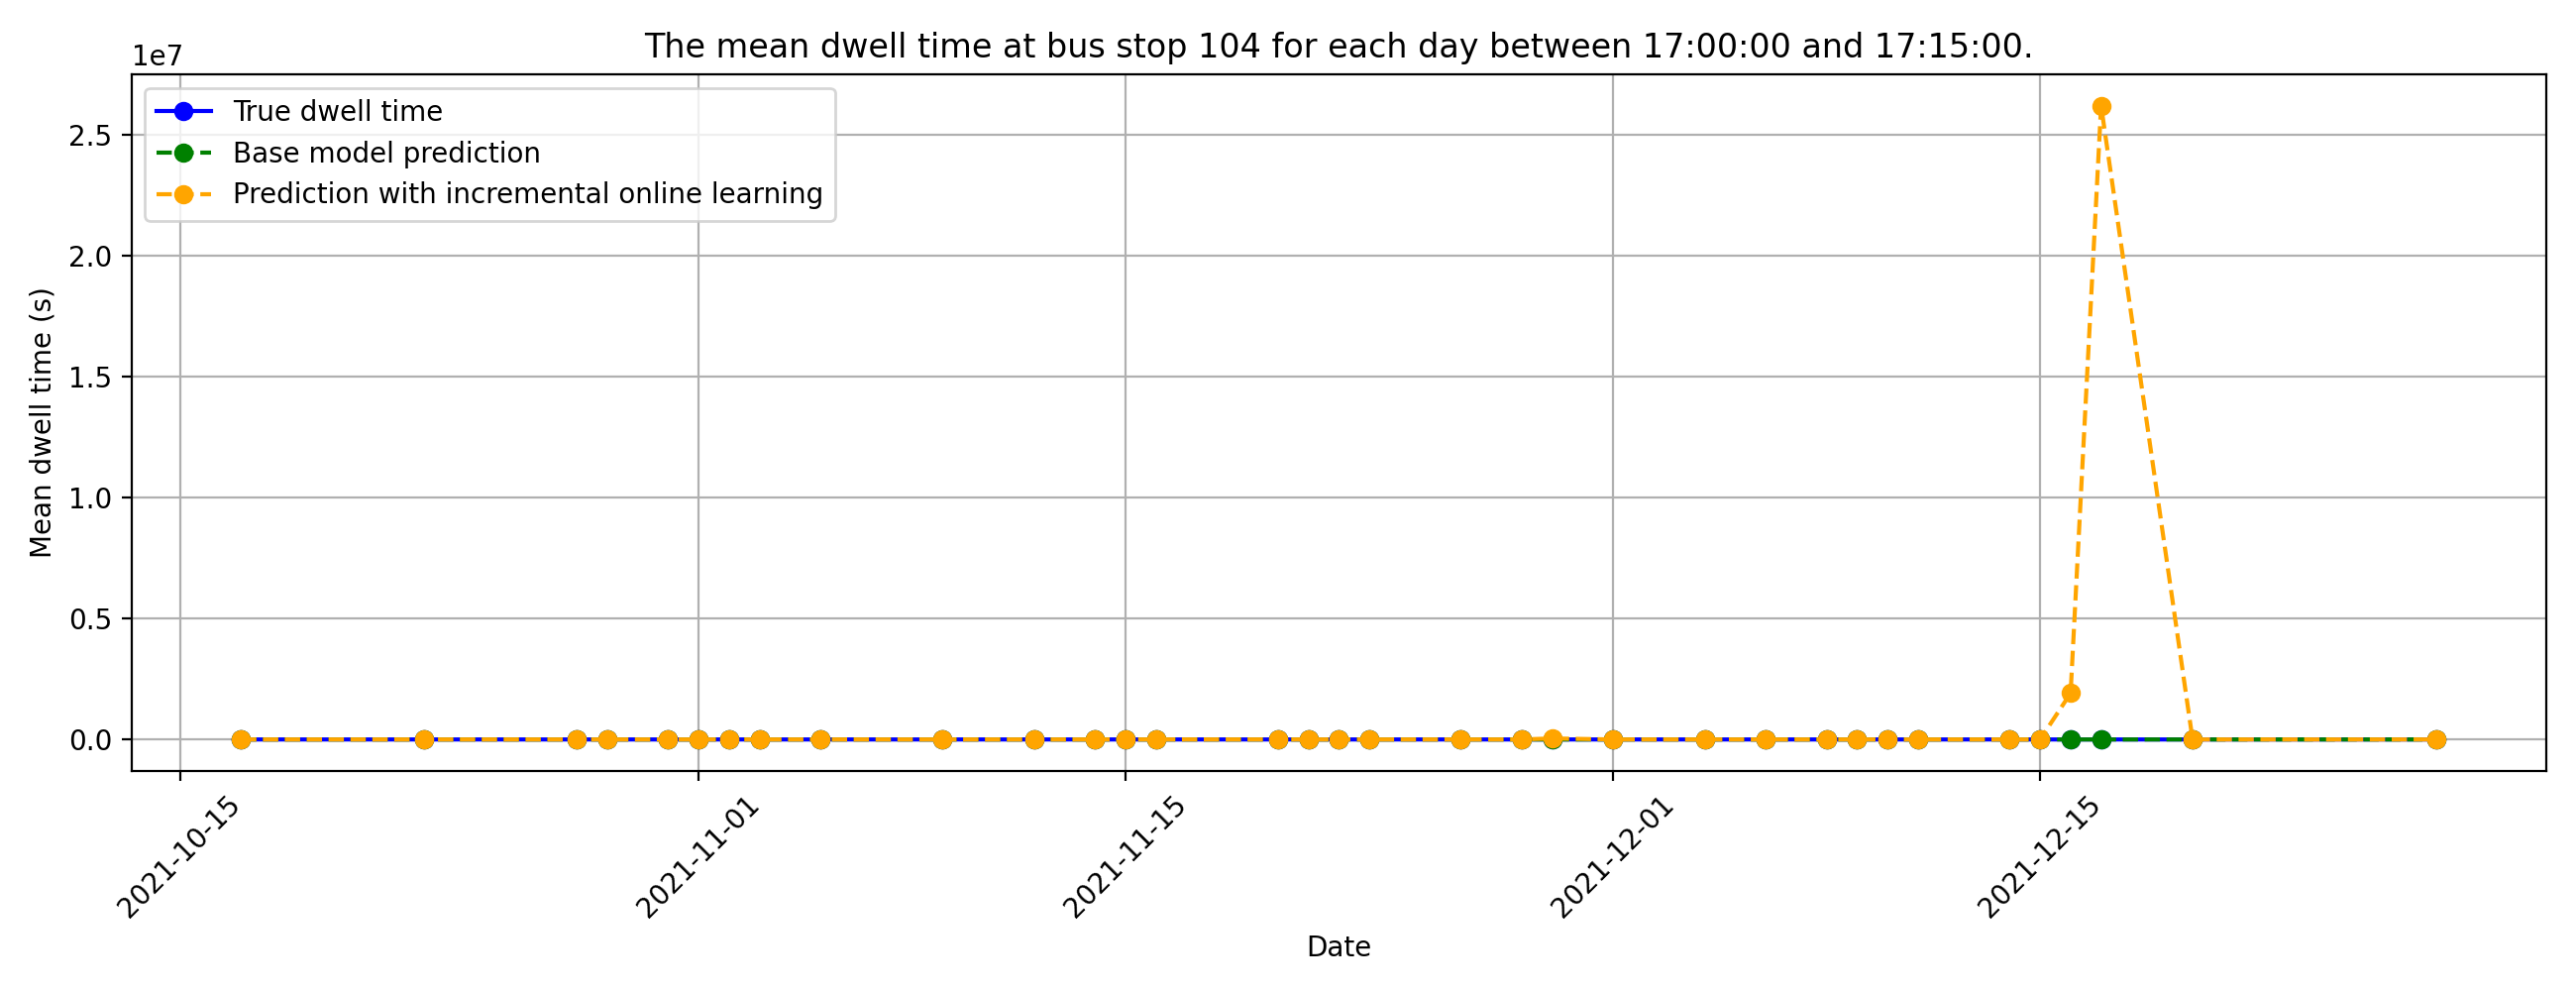 The mean dwell time at bus stop 104 for each day between 17:00:00 and 17:15:00.
1e7
True dwell time
Base model prediction
Prediction with incremental online learning
2.5
2.0
1.5
1.0
0.5
0.0
Mean dwell time (s)
2021-10-15
2021-11-01
2021-11-15
2021-12-01
2021-12-15
Date